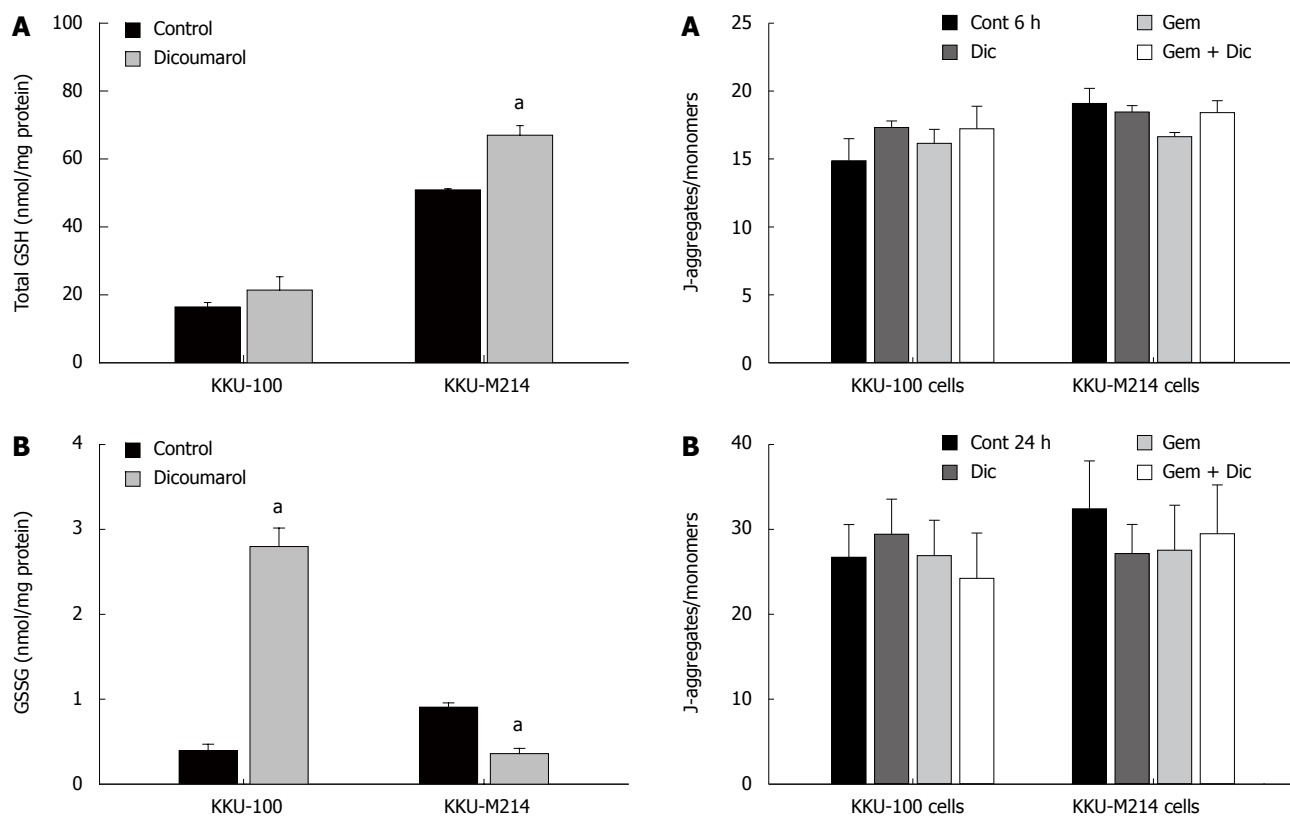 A
Control
Dicoumarol
Total GSH (nmol/mg protein)
100
80
60
40
20
0
a
KKU-100
KKU-M214
A
Cont 6 h
Gem
Dic
Gem + Dic
J-aggregates/monomers
25
20
15
10
5
0
KKU-100 cells
KKU-M214 cells
B
Control
Dicoumarol
GSSG (nmol/mg protein)
4
3
2
1
0
a
a
KKU-100
KKU-M214
B
Cont 24 h
Gem
Dic
Gem + Dic
J-aggregates/monomers
40
30
20
10
0
KKU-100 cells
KKU-M214 cells